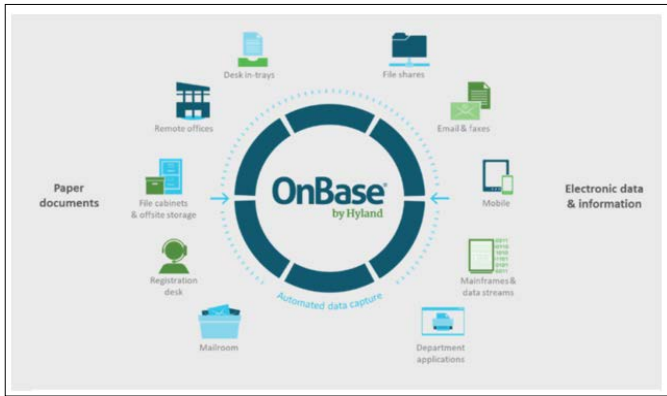 Desk in-trays
File shares
Remote offices
Email & faxes
Paper
documents
File cabinets
& offsite storage
OnBase®
by Hyland
Mobile
Electronic data
& information
Registration
desk
Mainframes &
data streams
Automated data capture
Mailroom
Department
applications